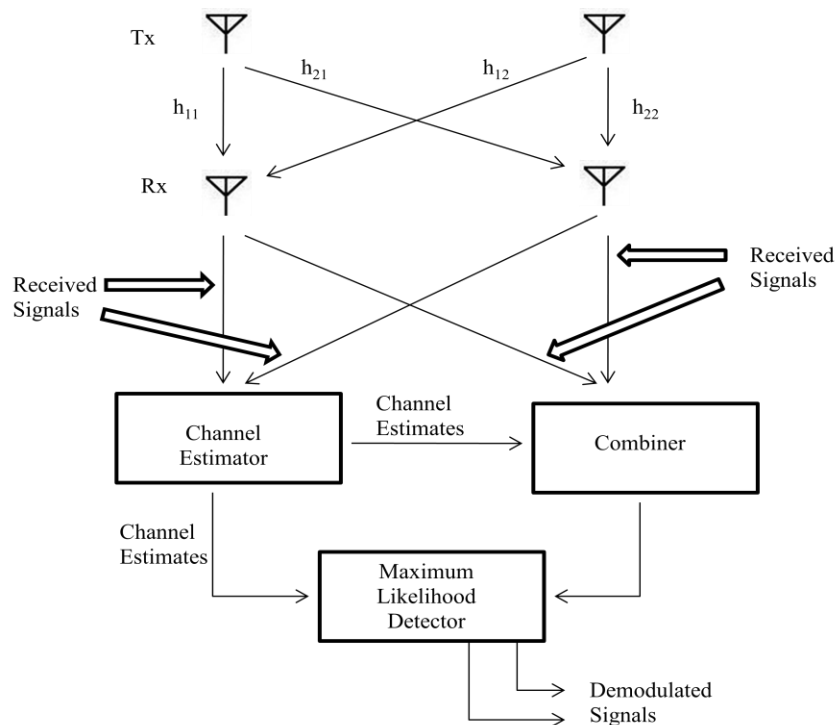 Tx
h21
h12
h11
h22
Rx
Received
Signals
Received
Signals
Channel
Estimator
Channel
Estimates
Combiner
Channel
Estimates
Maximum
Likelihood
Detector
Demodulated
Signals